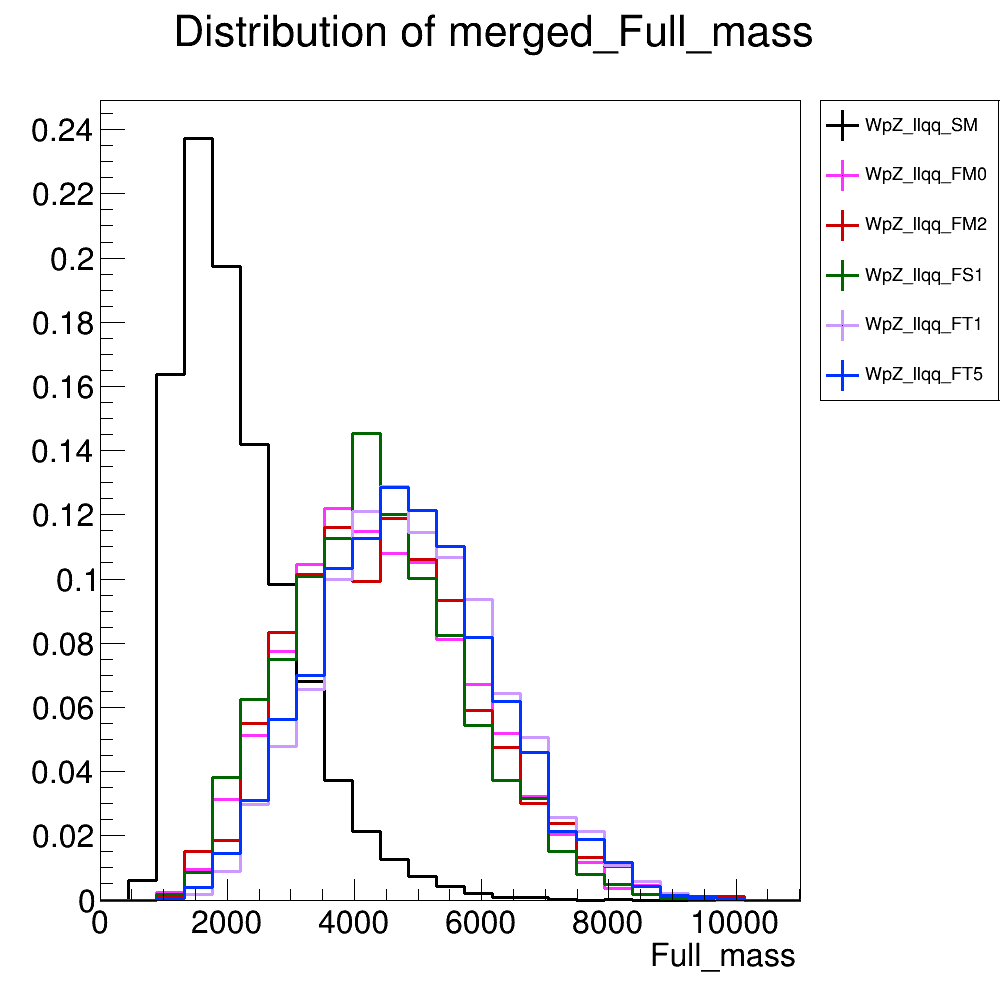 Distribution of merged_Full_mass
0.24
0.22
0.2
0.18
0.16
0.14
0.12
0.1
0.08
0.06
0.04
0.02
0
0 2000 4000 6000 8000 10000
Full_mass
WpZ_llqq_SM
WpZ_llqq_FM0
WpZ_llqq_FM2
WpZ_llqq_FS1
WpZ_llqq_FT1
WpZ_llqq_FT5